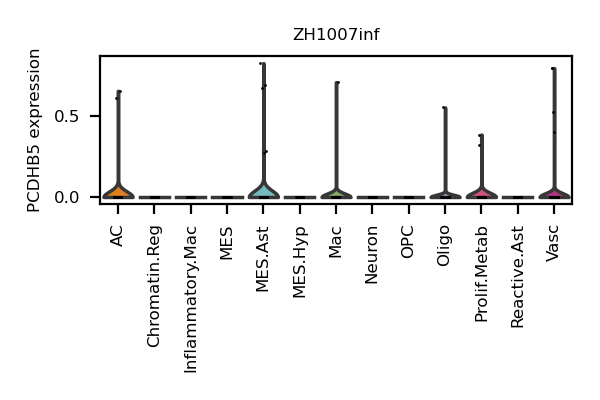 ZH1007inf
PCDHB5 expression
0.5
0.0
AC
Chromatin.Reg
Inflammatory.Mac
MES
MES.Ast
MES.Hyp
Mac
Neuron
OPC
Oligo
Prolif.Metab
Reactive.Ast
Vasc